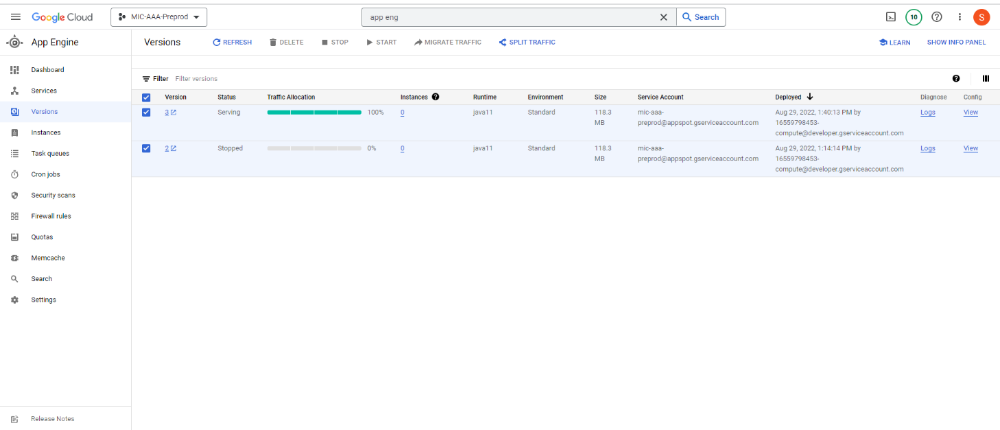 Google Cloud
MIC-AAA-Preprod
app eng
Search
10
S
App Engine
Versions
REFRESH
DELETE
STOP
START
MIGRATE TRAFFIC
SPLIT TRAFFIC
LEARN
SHOW INFO PANEL
Dashboard
Services
Versions
Instances
Task queues
Cron jobs
Security scans
Firewall rules
Quotas
Memcache
Search
Settings
Release Notes
Filter Filter versions
Version Status Traffic Allocation Instances Runtime Environment Size Service Account Deployed Diagnose Config
3 Serving 100% 0 java11 Standard 118.3 mic-aaa- Aug 29, 2022, 1:40:13 PM by Logs View
MB preprod@appspot.gserviceaccount.com 16559798453-
compute@developer.gserviceaccount.com
2 Stopped 0% 0 java11 Standard 118.3 mic-aaa- Aug 29, 2022, 1:14:14 PM by Logs View
MB preprod@appspot.gserviceaccount.com 16559798453-
compute@developer.gserviceaccount.com